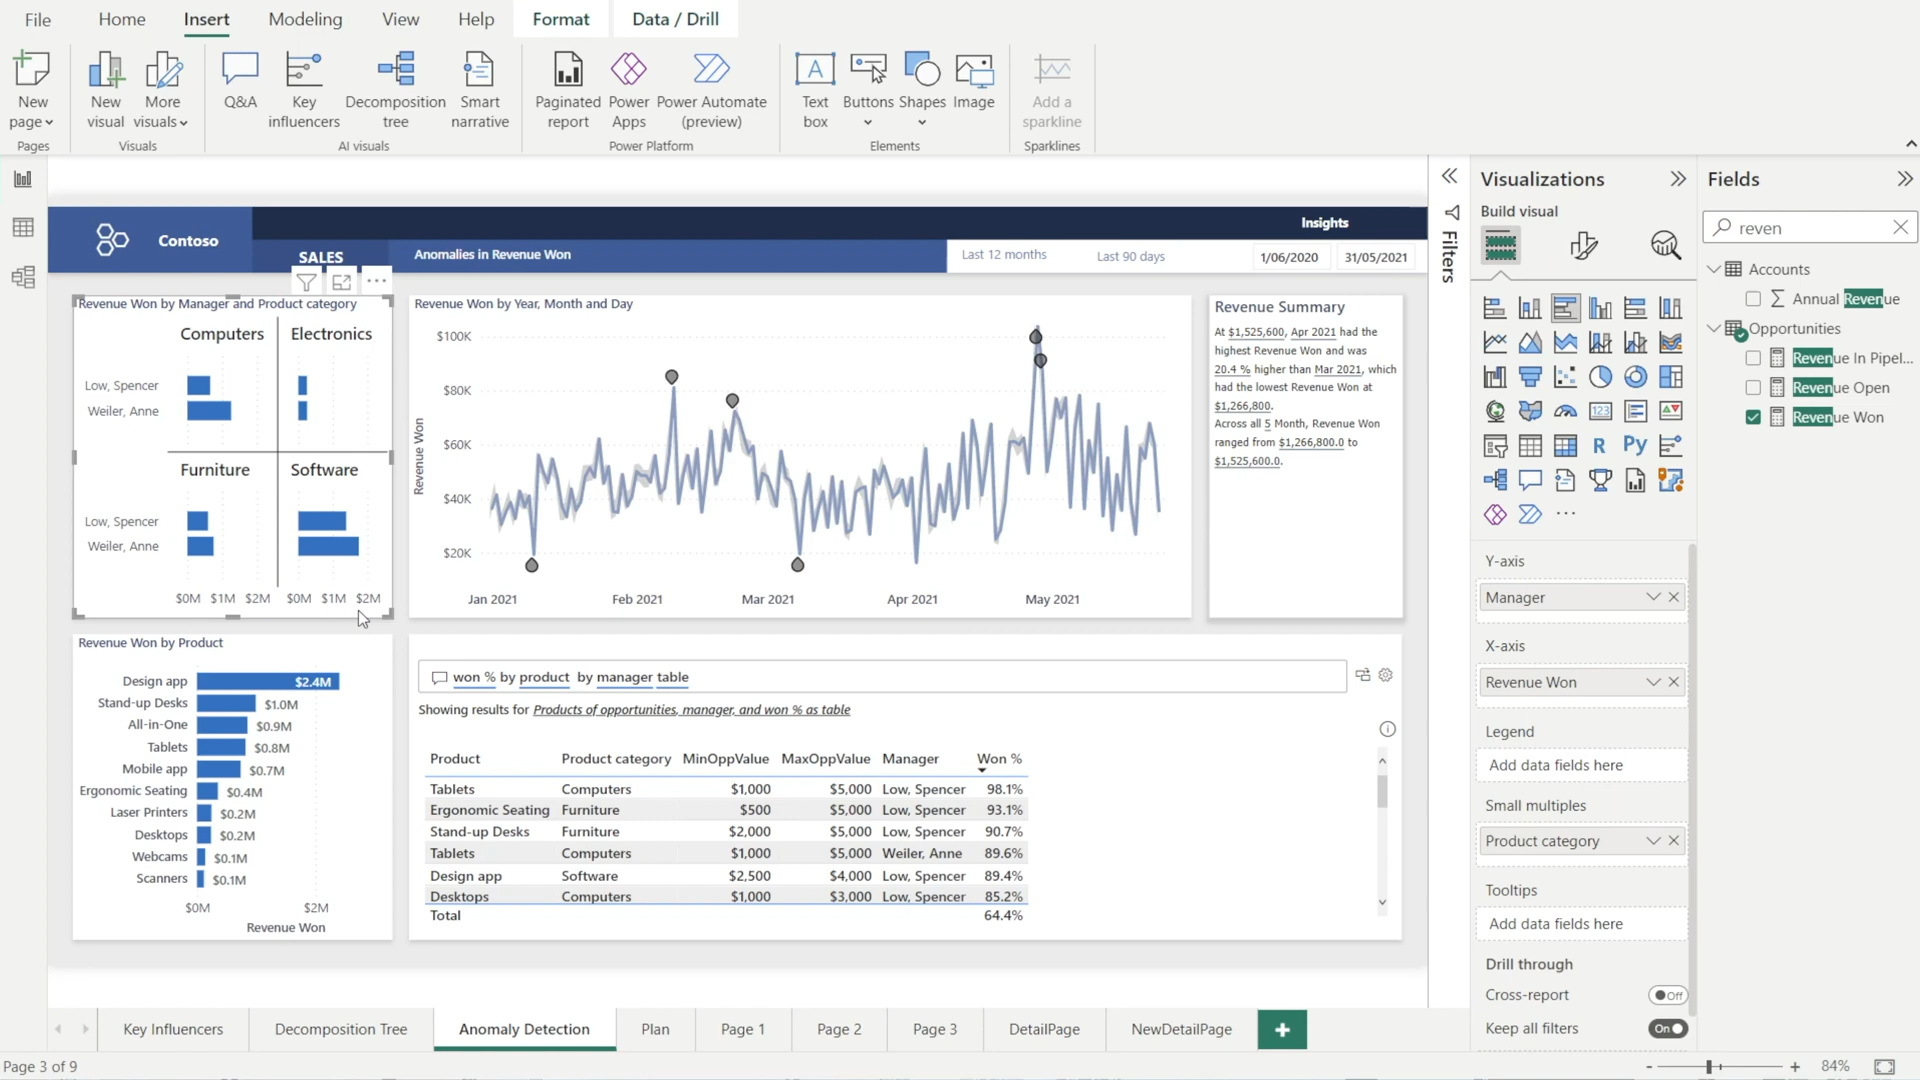 File Home Insert Modeling View Help Format Data / Drill
New page
New visual
More visuals
Q&A
Key influencers
Decomposition tree
Smart narrative
Paginated report
Power Apps
Power Automate (preview)
Text box
Buttons
Shapes
Image
Add a sparkline
Pages Visuals AI visuals Power Platform Elements Sparklines
Contoso
SALES
Anomalies in Revenue Won
Insights
Last 12 months Last 90 days 1/06/2020 31/05/2021
Revenue Won by Manager and Product category
Computers Electronics
Low, Spencer
Weiler, Anne
Furniture Software
Low, Spencer
Weiler, Anne
$0M $1M $2M $0M $1M $2M
Revenue Won by Year, Month and Day
Revenue Won
$100K
$80K
$60K
$40K
$20K
Jan 2021 Feb 2021 Mar 2021 Apr 2021 May 2021
Revenue Summary
At $1,525,600, Apr 2021 had the
highest Revenue Won and was
20.4 % higher than Mar 2021, which
had the lowest Revenue Won at
$1,266,800.
Across all 5 Month, Revenue Won
ranged from $1,266,800.0 to
$1,525,600.0.
Revenue Won by Product
Design app $2.4M
Stand-up Desks $1.0M
All-in-One $0.9M
Tablets $0.8M
Mobile app $0.7M
Ergonomic Seating $0.4M
Laser Printers $0.2M
Desktops $0.2M
Webcams $0.1M
Scanners $0.1M
$0M $2M
Revenue Won
won % by product by manager table
Showing results for Products of opportunities, manager, and won % as table
Product Product category MinOppValue MaxOppValue Manager Won %
Tablets Computers $1,000 $5,000 Low, Spencer 98.1%
Ergonomic Seating Furniture $500 $5,000 Low, Spencer 93.1%
Stand-up Desks Furniture $2,000 $5,000 Low, Spencer 90.7%
Tablets Computers $1,000 $5,000 Weiler, Anne 89.6%
Design app Software $2,500 $4,000 Low, Spencer 89.4%
Desktops Computers $1,000 $3,000 Low, Spencer 85.2%
Total 64.4%
Filters
Visualizations
Build visual
123
R Py
Y-axis
Manager
X-axis
Revenue Won
Legend
Add data fields here
Small multiples
Product category
Tooltips
Add data fields here
Drill through
Cross-report Off
Keep all filters On
Fields
reven
Accounts
Annual Revenue
Opportunities
Revenue In Pipel...
Revenue Open
Revenue Won
Key Influencers Decomposition Tree Anomaly Detection Plan Page 1 Page 2 Page 3 DetailPage NewDetailPage
Page 3 of 9
84%